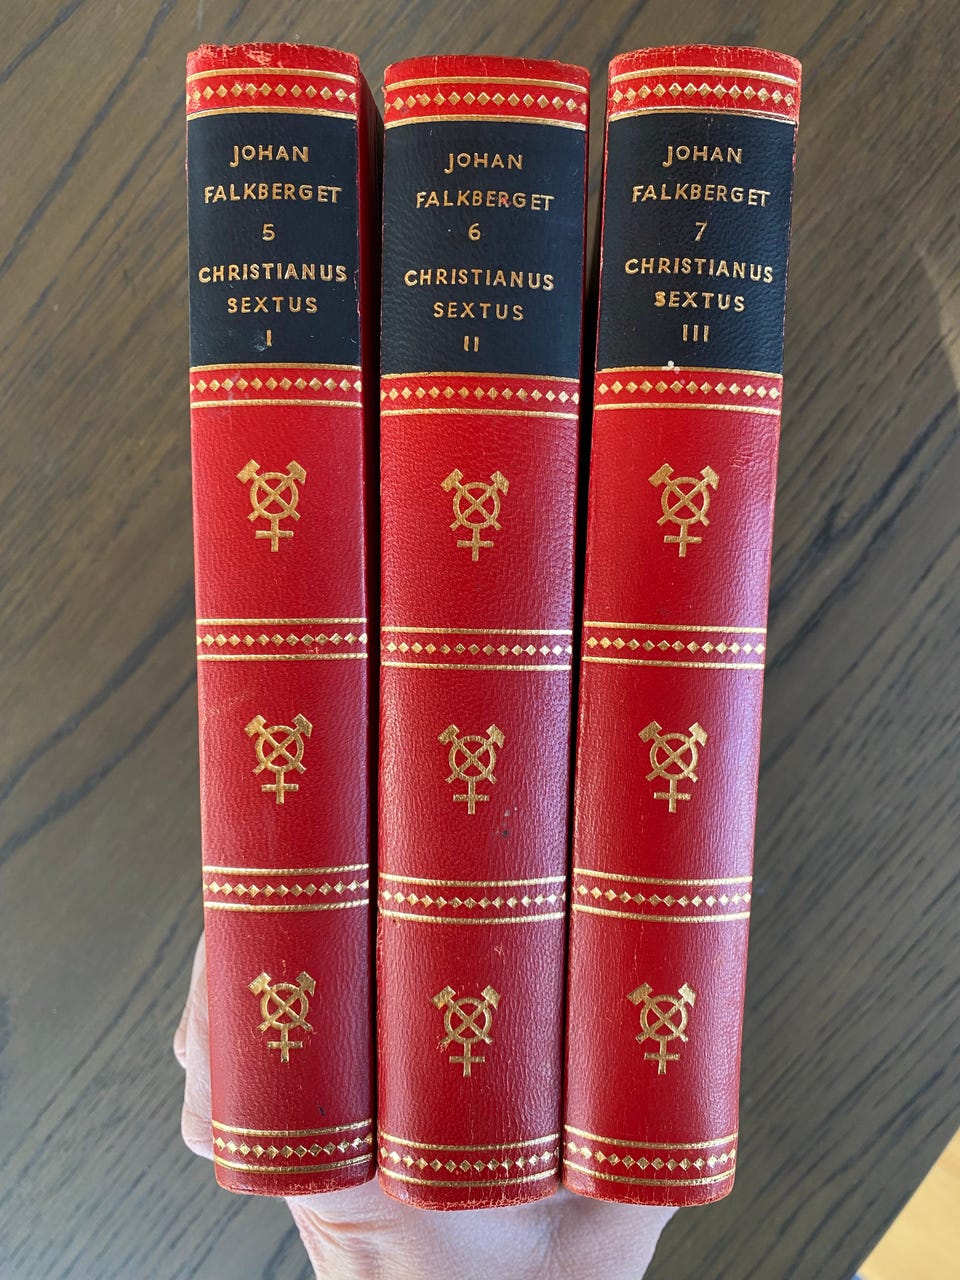 JOHAN
FALKBERGET
5
CHRISTIANUS
SEXTUS
I
JOHAN
FALKBERGET
6
CHRISTIANUS
SEXTUS
II
JOHAN
FALKBERGET
7
CHRISTIANUS
SEXTUS
III